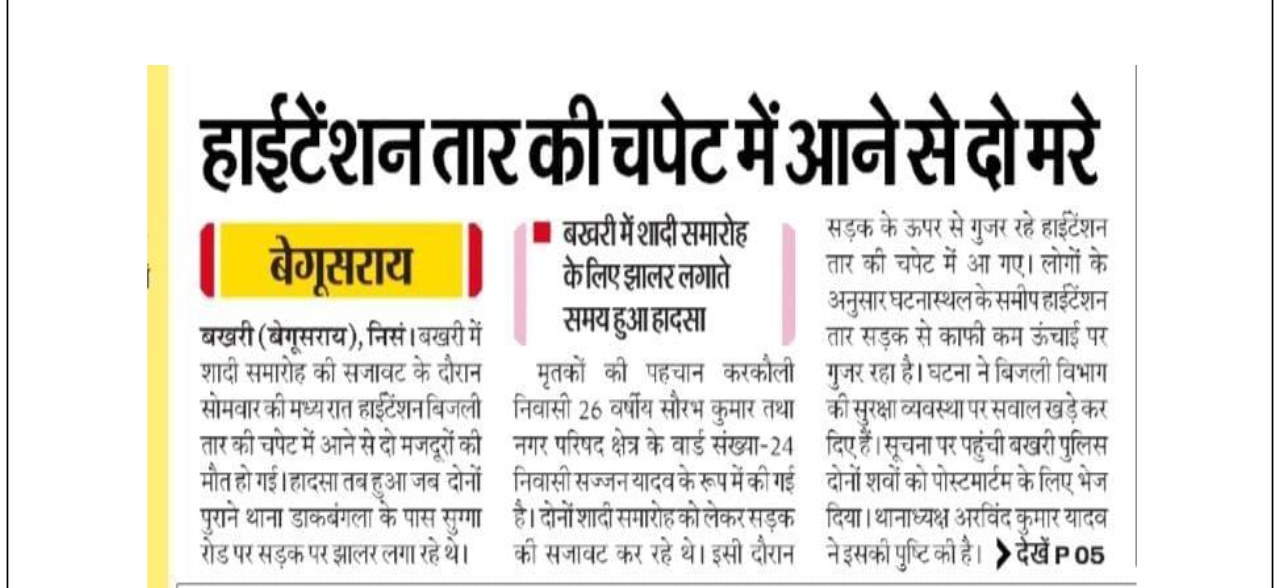 हाईटेंशन तार की चपेट में आने से दो मरे
बेगूसराय
बखरी (बेगूसराय), निसं। बखरी में
शादी समारोह की सजावट के दौरान
सोमवार की मध्य रात हाईटेंशन बिजली
तार की चपेट में आने से दो मजदूरों की
मौत हो गई। हादसा तब हुआ जब दोनों
पुराने थाना डाकबंगला के पास सुग्गा
रोड पर सड़क पर झालर लगा रहे थे।
■ बखरी में शादी समारोह
के लिए झालर लगाते
समय हुआ हादसा
मृतकों की पहचान करकौली
निवासी 26 वर्षीय सौरभ कुमार तथा
नगर परिषद क्षेत्र के वार्ड संख्या-24
निवासी सज्जन यादव के रूप में की गई
है। दोनों शादी समारोह को लेकर सड़क
की सजावट कर रहे थे। इसी दौरान
सड़क के ऊपर से गुजर रहे हाईटेंशन
तार की चपेट में आ गए। लोगों के
अनुसार घटनास्थल के समीप हाईटेंशन
तार सड़क से काफी कम ऊंचाई पर
गुजर रहा है। घटना ने बिजली विभाग
की सुरक्षा व्यवस्था पर सवाल खड़े कर
दिए हैं। सूचना पर पहुंची बखरी पुलिस
दोनों शवों को पोस्टमार्टम के लिए भेज
दिया। थानाध्यक्ष अरविंद कुमार यादव
ने इसकी पुष्टि की है। ❯ देखें P 05